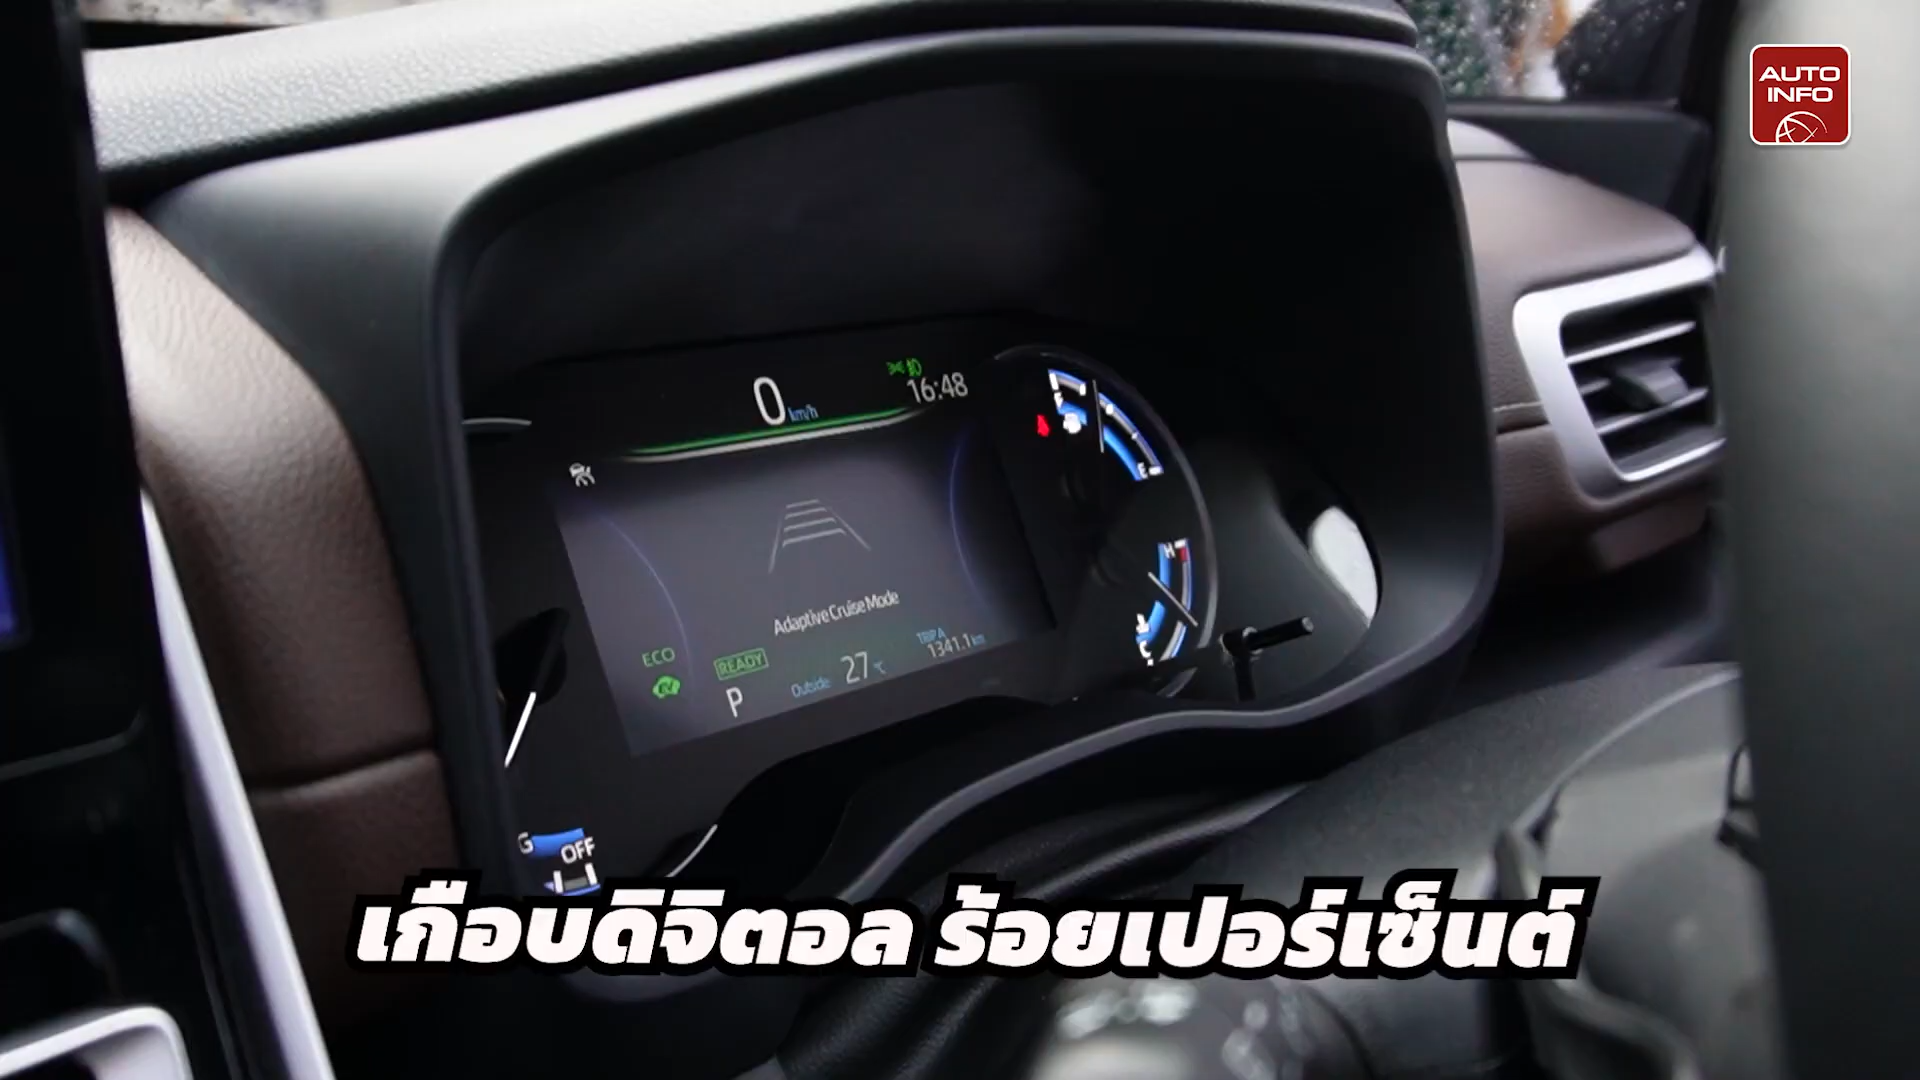 AUTO
INFO
0 km/h
16:48
E
H
C
Adaptive Cruise Mode
ECO
EV
READY
P
Outside 27 °C
TRIP A
1341.1 km
G
OFF
เกือบดิจิตอล ร้อยเปอร์เซ็นต์